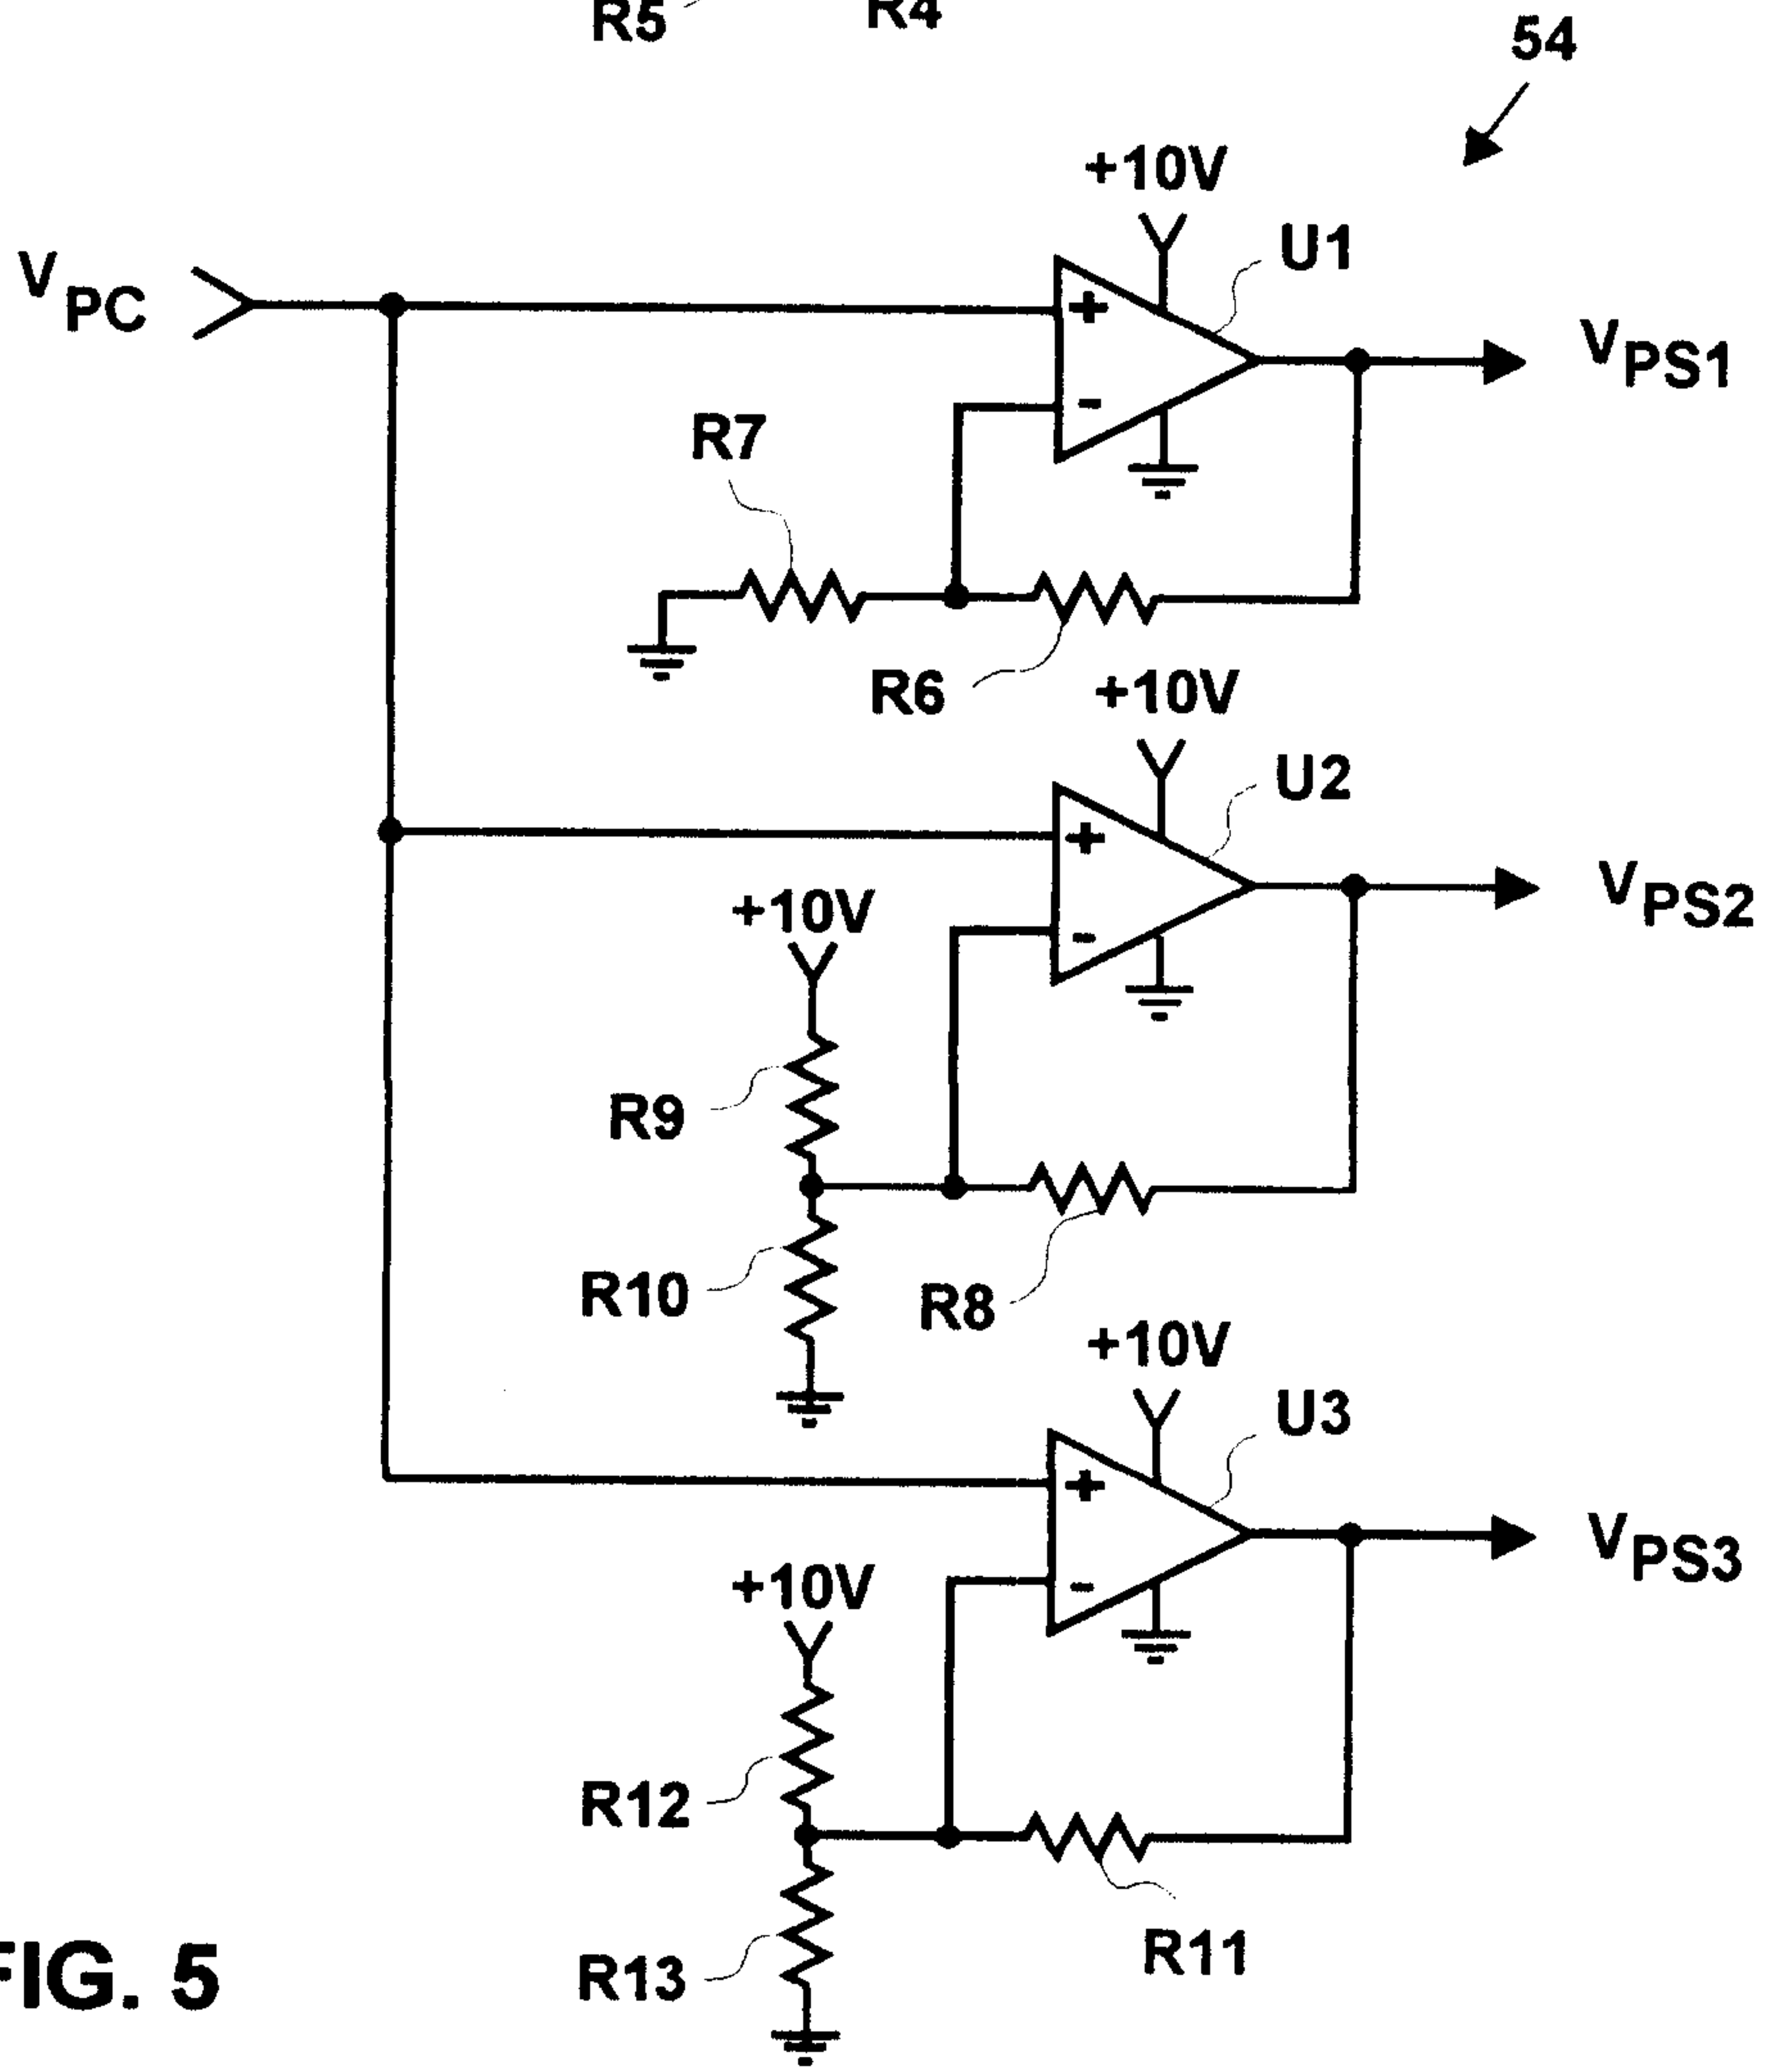 R5
R4
54
+10V
U1
VPC
VPS1
R7
R6
+10V
U2
VPS2
+10V
R9
R10
R8
+10V
U3
VPS3
+10V
R12
R11
R13
FIG. 5